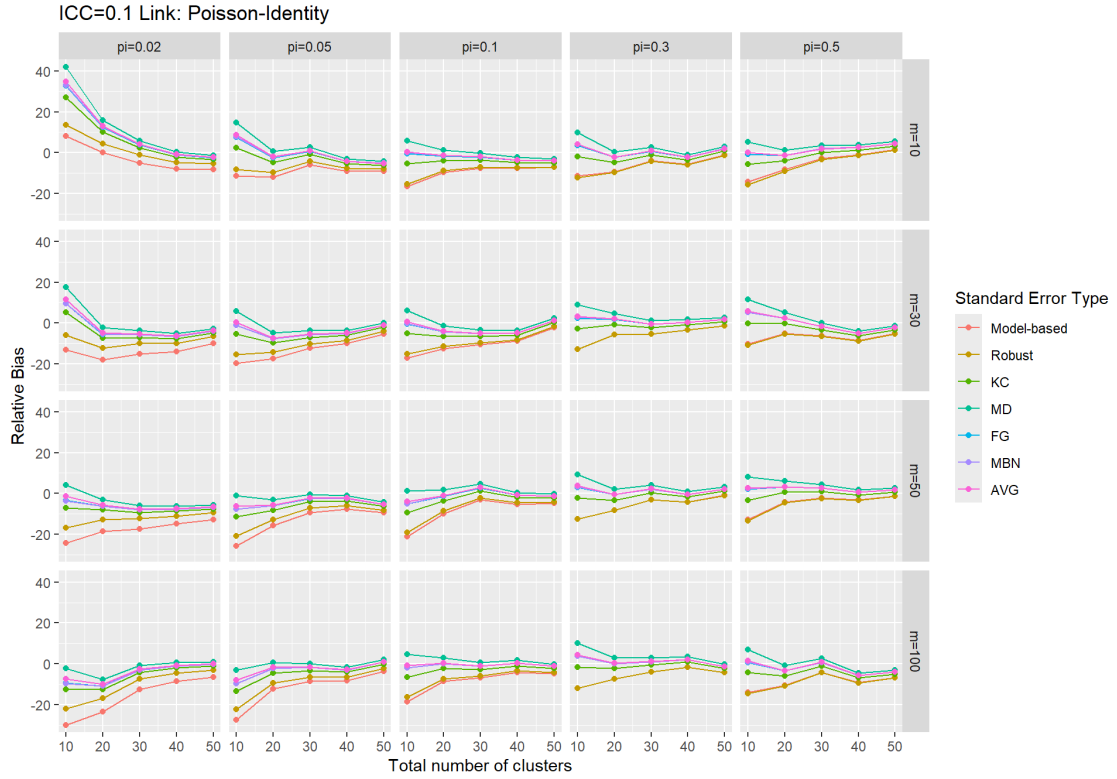 ICC=0.1 Link: Poisson-Identity
pi=0.02 pi=0.05 pi=0.1 pi=0.3 pi=0.5
40
20
0
-20
m=10
40
20
0
-20
m=30
40
20
0
-20
m=50
40
20
0
-20
m=100
Relative Bias
10 20 30 40 50 10 20 30 40 50 10 20 30 40 50 10 20 30 40 50 10 20 30 40 50
Total number of clusters
Standard Error Type
Model-based
Robust
KC
MD
FG
MBN
AVG